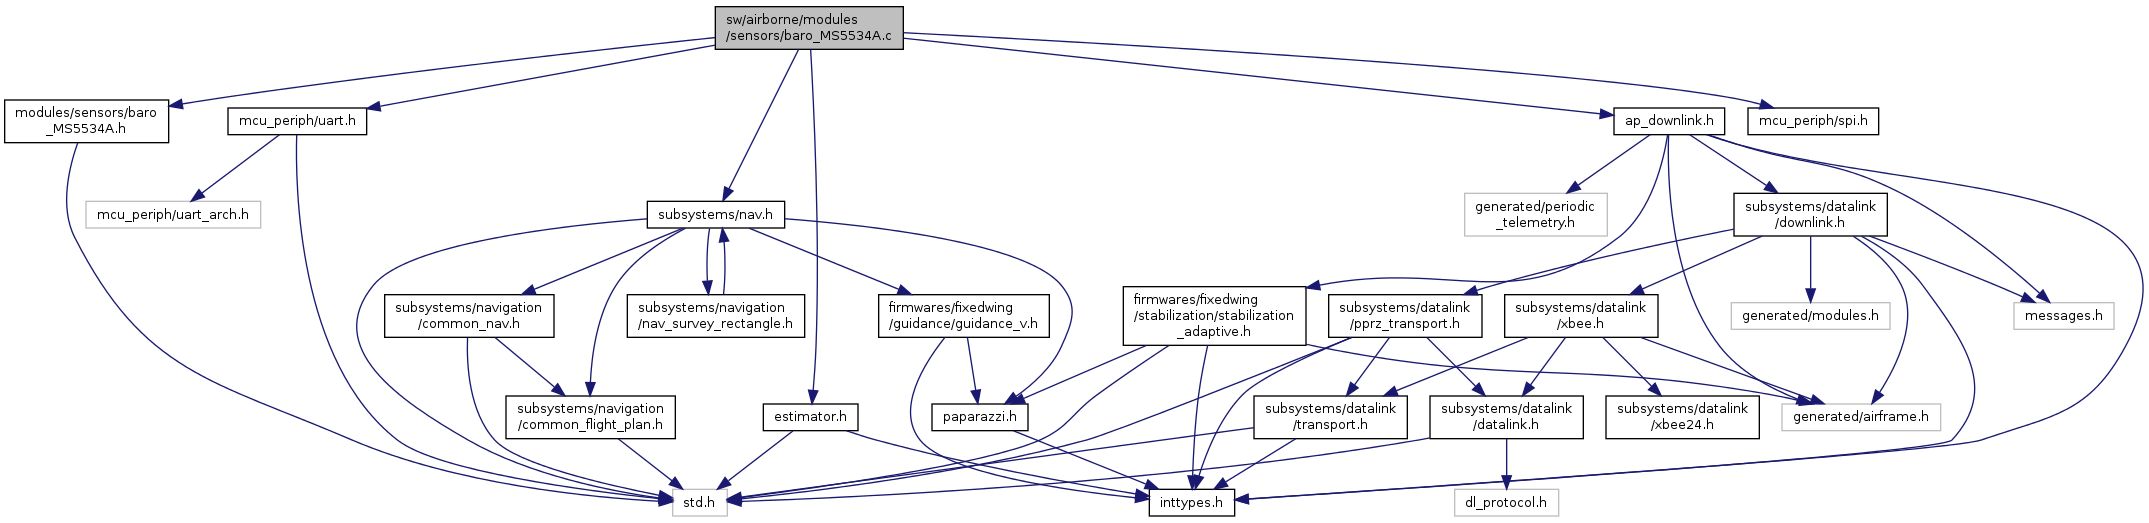 sw/airborne/modules
/sensors/baro_MS5534A.c
modules/sensors/baro
_MS5534A.h
mcu_periph/uart.h
ap_downlink.h
mcu_periph/spi.h
mcu_periph/uart_arch.h
subsystems/nav.h
generated/periodic
_telemetry.h
subsystems/datalink
/downlink.h
subsystems/navigation
/common_nav.h
subsystems/navigation
/nav_survey_rectangle.h
firmwares/fixedwing
/guidance/guidance_v.h
firmwares/fixedwing
/stabilization/stabilization
_adaptive.h
subsystems/datalink
/pprz_transport.h
subsystems/datalink
/xbee.h
generated/modules.h
messages.h
subsystems/navigation
/common_flight_plan.h
estimator.h
paparazzi.h
subsystems/datalink
/transport.h
subsystems/datalink
/datalink.h
subsystems/datalink
/xbee24.h
generated/airframe.h
std.h
inttypes.h
dl_protocol.h